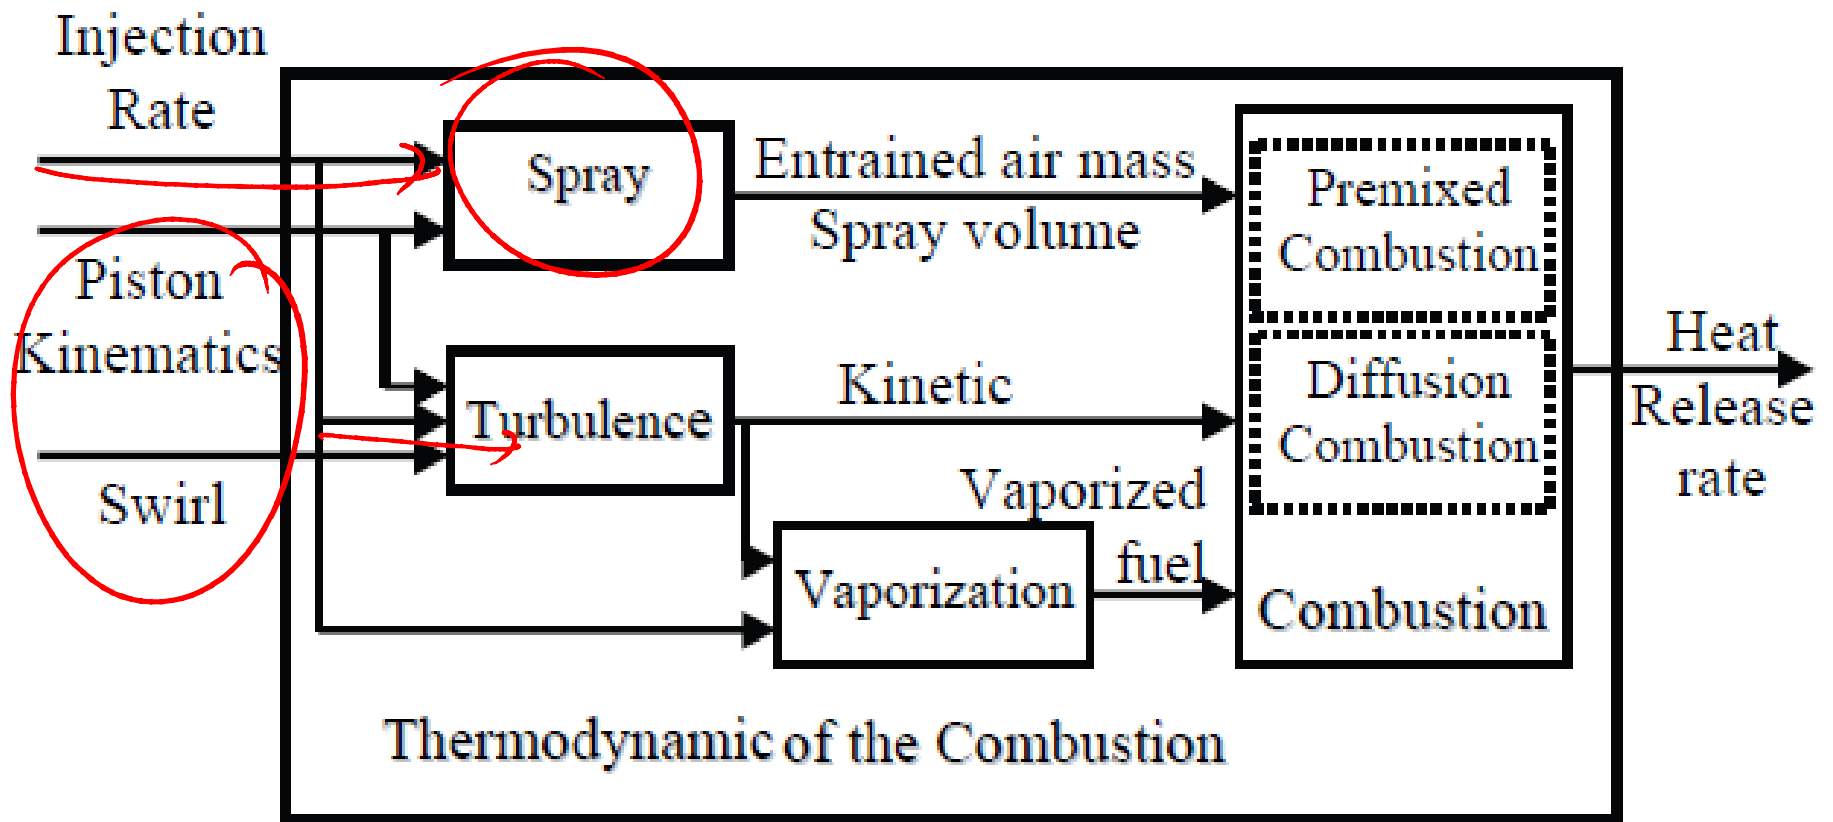 Injection
Rate
Piston
Kinematics
Swirl
Spray
Entrained air mass
Spray volume
Turbulence
Kinetic
Vaporized
fuel
Vaporization
Premixed
Combustion
Diffusion
Combustion
Combustion
Heat
Release
rate
Thermodynamic of the Combustion